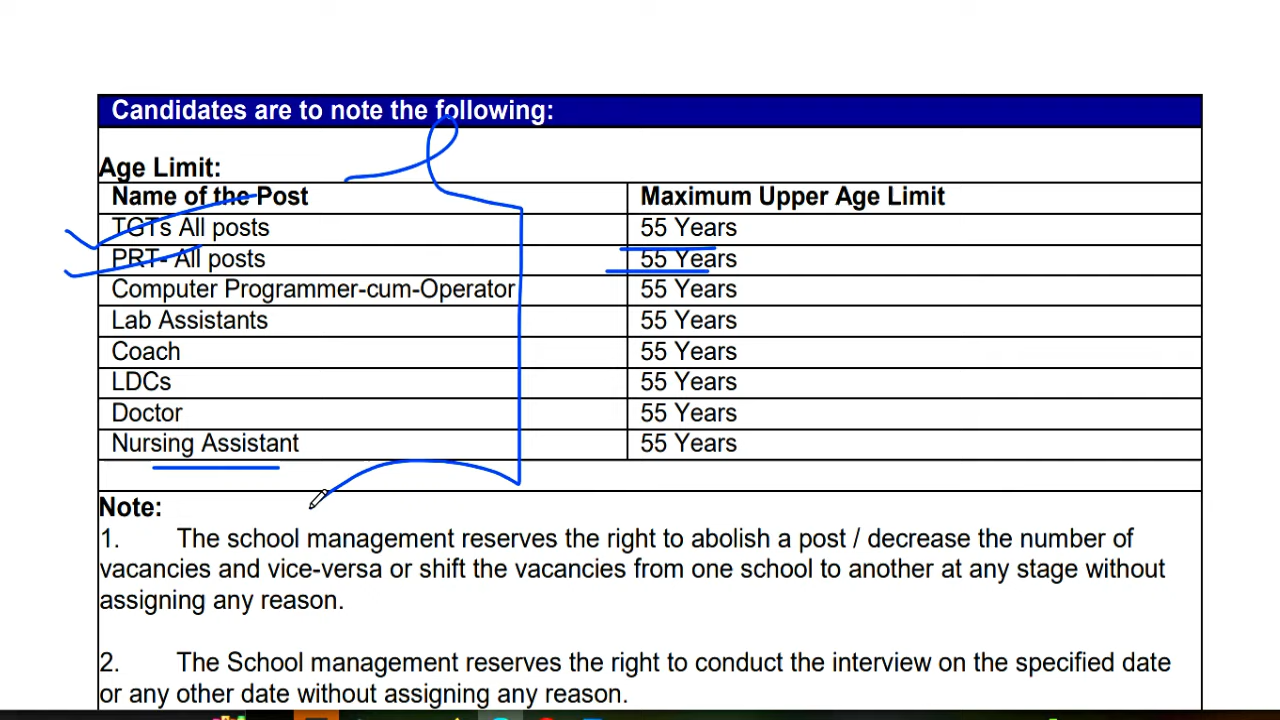 Candidates are to note the following:
Age Limit:
Name of the Post Maximum Upper Age Limit
TGTs All posts 55 Years
PRT- All posts 55 Years
Computer Programmer-cum-Operator 55 Years
Lab Assistants 55 Years
Coach 55 Years
LDCs 55 Years
Doctor 55 Years
Nursing Assistant 55 Years
Note:
1. The school management reserves the right to abolish a post / decrease the number of
vacancies and vice-versa or shift the vacancies from one school to another at any stage without
assigning any reason.
2. The School management reserves the right to conduct the interview on the specified date
or any other date without assigning any reason.